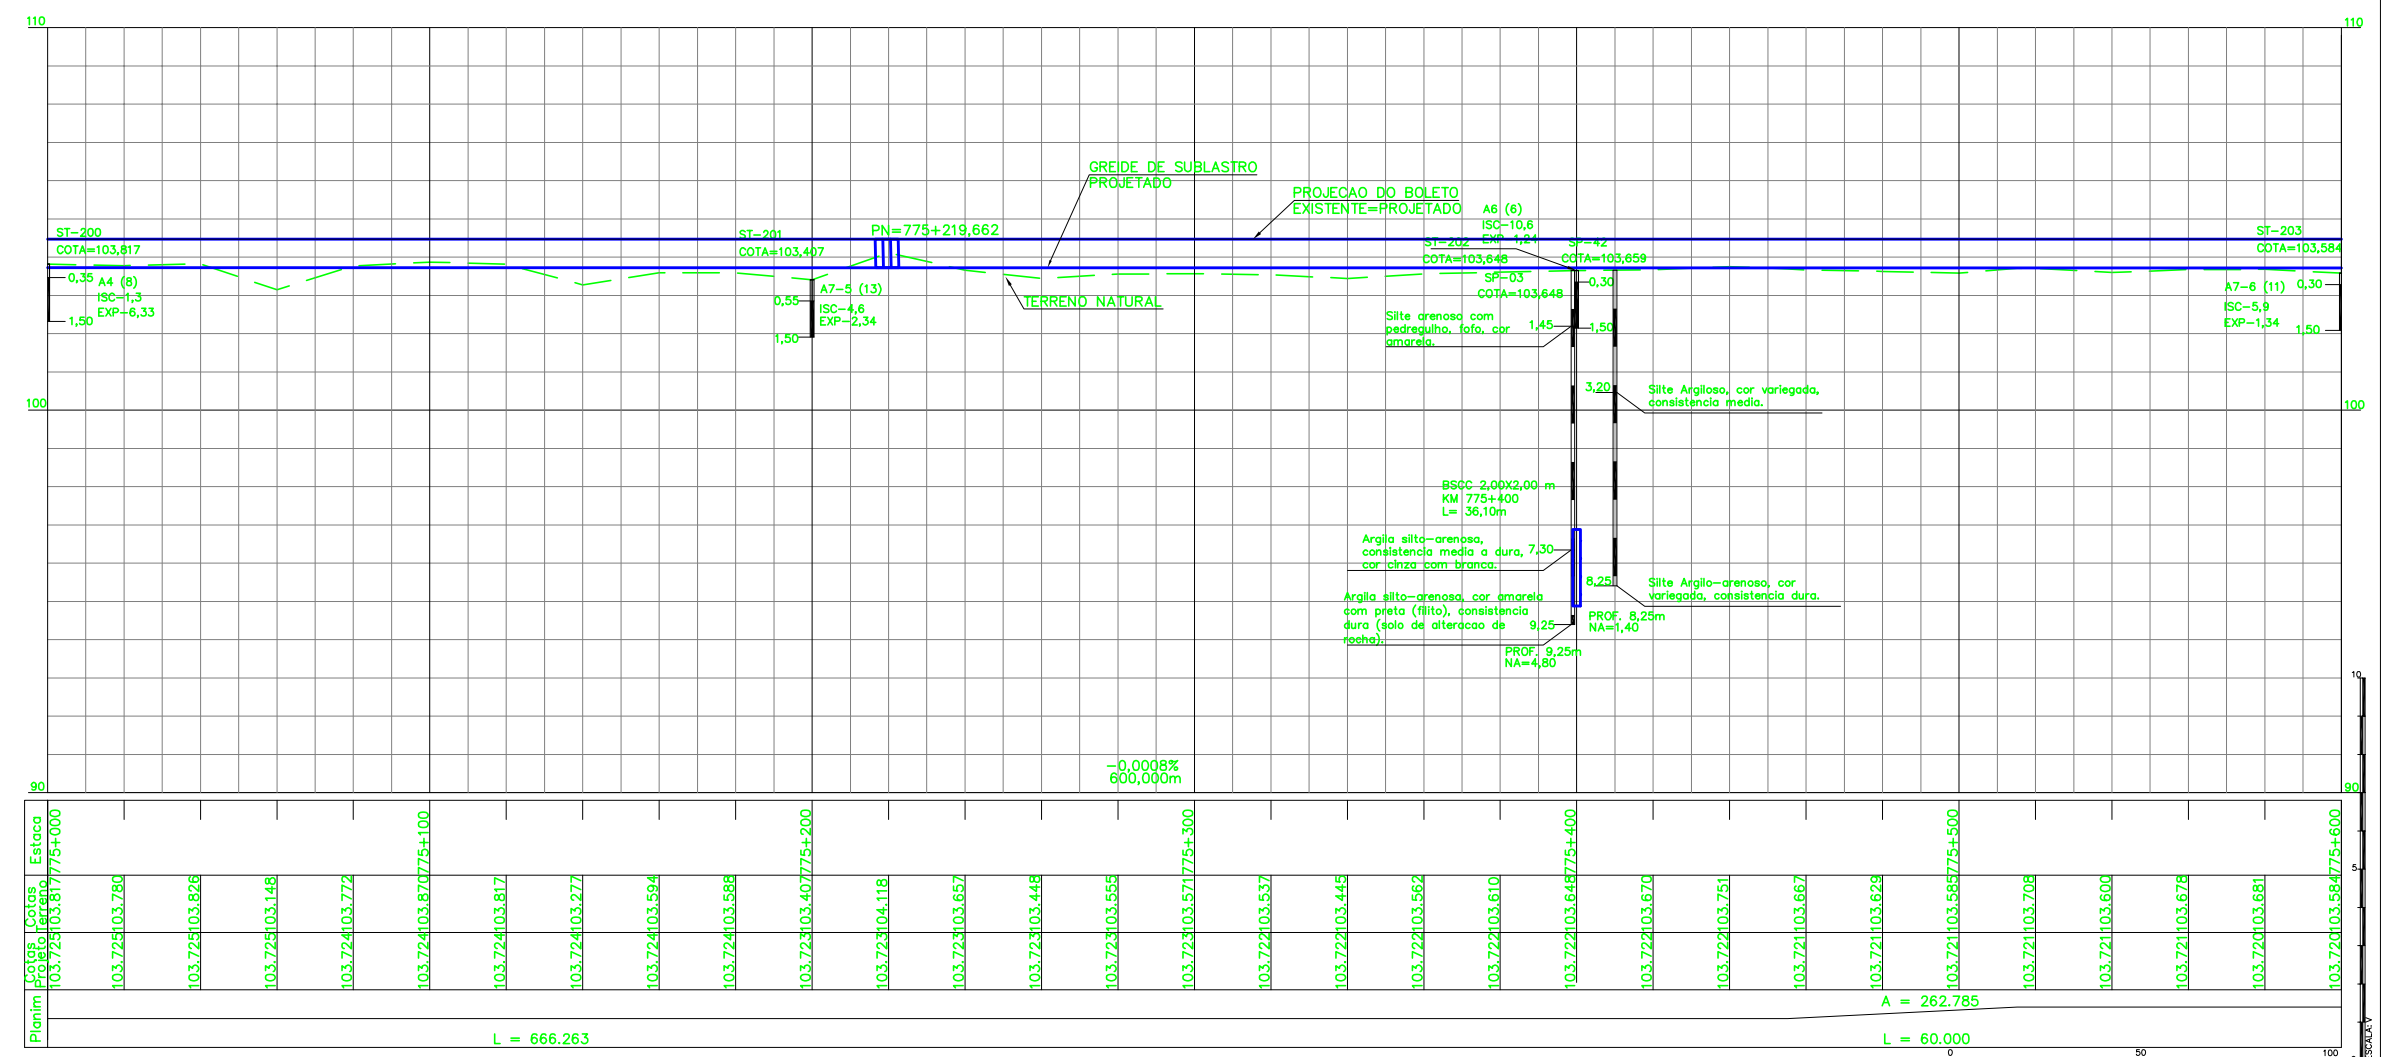 110
110
GREIDE DE SUBLASTRO
PROJETADO
PROJECAO DO BOLETO
EXISTENTE=PROJETADO
A6 (6)
ISC-10,6
EXP-1,24
ST-200
COTA=103,817
ST-201
COTA=103,407
PN=775+219,662
ST-202
COTA=103,648
SP-42
COTA=103,659
ST-203
COTA=103,584
0,35
A4 (8)
ISC-1,3
EXP-6,33
1,50
A7-5 (13)
0,55
ISC-4,6
EXP-2,34
1,50
TERRENO NATURAL
SP-03
COTA=103,648
0,30
1,50
Silte arenoso com
pedregulho, fofo, cor
amarela.
1,45
A7-6 (11)
0,30
ISC-5,9
EXP-1,34
1,50
3,20
Silte Argiloso, cor variegada,
consistencia media.
100
100
BSCC 2,00X2,00 m
KM 775+400
L= 36,10m
Argila silto-arenosa,
consistencia media a dura,
cor cinza com branca.
7,30
8,25
Silte Argilo-arenoso, cor
variegada, consistencia dura.
Argila silto-arenosa, cor amarela
com preta (filito), consistencia
dura (solo de alteracao de
rocha).
9,25
PROF. 8,25m
NA=1,40
PROF. 9,25m
NA=4,80
-0,0008%
600,000m
90
90
10
5
Estaca
775+000
775+100
775+200
775+300
775+400
775+500
775+600
Cotas
Terreno
103.817
103.780
103.826
103.148
103.772
103.870
103.817
103.277
103.594
103.588
103.407
104.118
103.657
103.448
103.555
103.571
103.537
103.445
103.562
103.610
103.648
103.670
103.751
103.667
103.629
103.585
103.708
103.600
103.678
103.681
103.584
Cotas
Projeto
103.725
103.725
103.725
103.725
103.724
103.724
103.724
103.724
103.724
103.724
103.723
103.723
103.723
103.723
103.723
103.723
103.722
103.722
103.722
103.722
103.722
103.722
103.722
103.721
103.721
103.721
103.721
103.721
103.721
103.720
103.720
Planim
A = 262.785
L = 666.263
L = 60.000
0
50
100